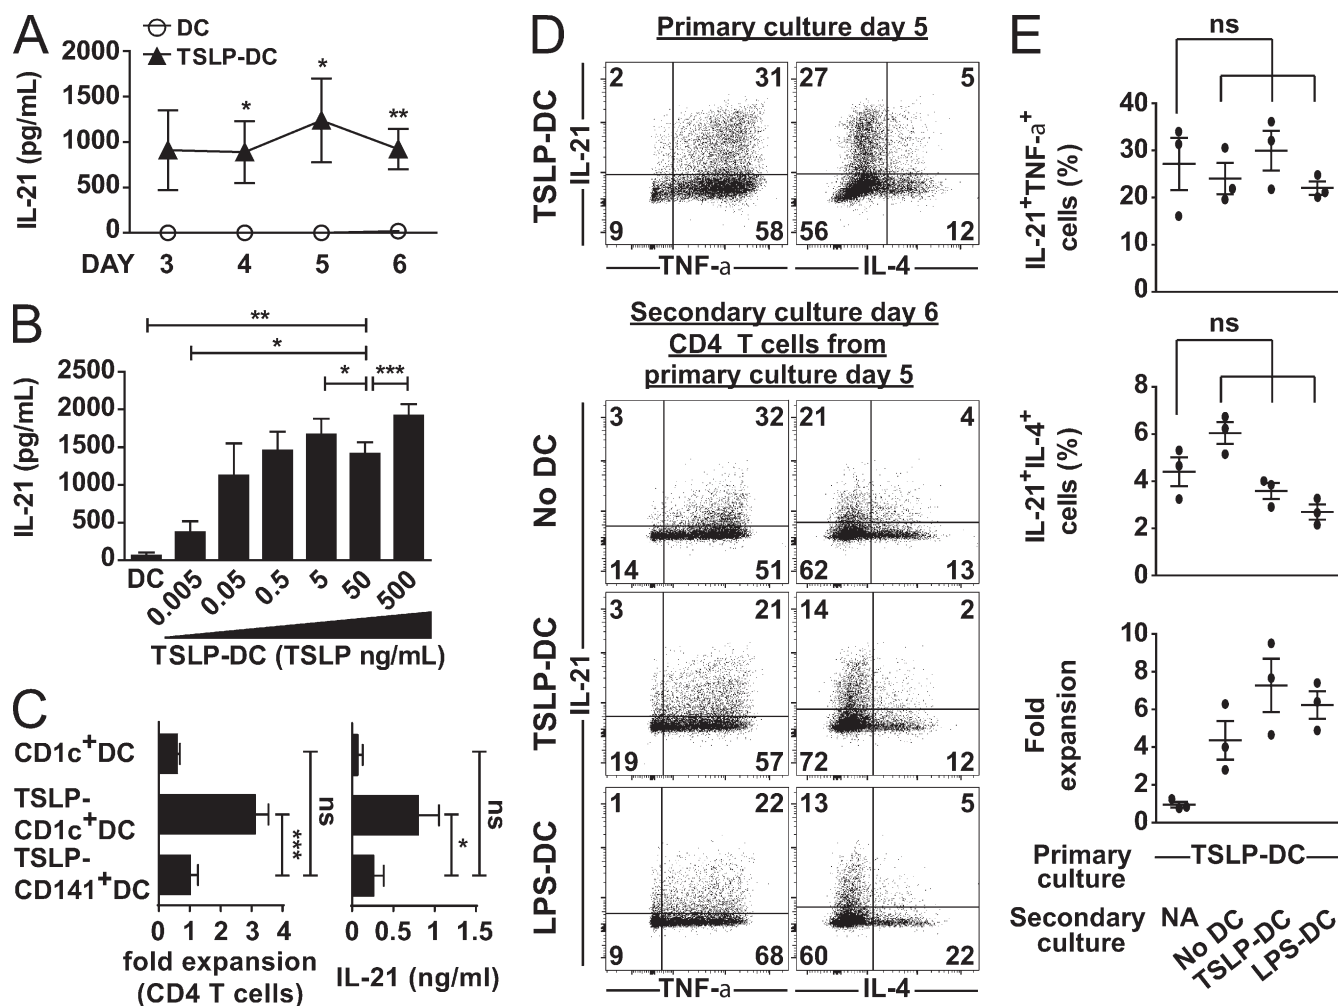 A
DC
TSLP-DC
IL-21 (pg/mL)
2000
1500
1000
500
0
*
*
**
DAY 3 4 5 6
B
**
*
* ***
IL-21 (pg/mL)
2500
2000
1500
1000
500
0
DC 0.005 0.05 0.5 5 50 500
TSLP-DC (TSLP ng/mL)
C
CD1c+DC
TSLP-
CD1c+DC
TSLP-
CD141+DC
ns
***
0 1 2 3 4
fold expansion
(CD4 T cells)
ns
*
0 0.5 1 1.5
IL-21 (ng/ml)
D
Primary culture day 5
TSLP-DC
IL-21
2 31
9 58
27 5
56 12
TNF-a IL-4
Secondary culture day 6
CD4 T cells from
primary culture day 5
No DC
3 32
14 51
21 4
62 13
TSLP-DC
IL-21
3 21
19 57
14 2
72 12
LPS-DC
1 22
9 68
13 5
60 22
TNF-a IL-4
E
ns
IL-21+TNF-a+
cells (%)
40
30
20
10
0
ns
IL-21+IL-4+
cells (%)
8
6
4
2
0
Fold
expansion
10
8
6
4
2
0
Primary
culture
TSLP-DC
Secondary
culture
NA No DC TSLP-DC LPS-DC